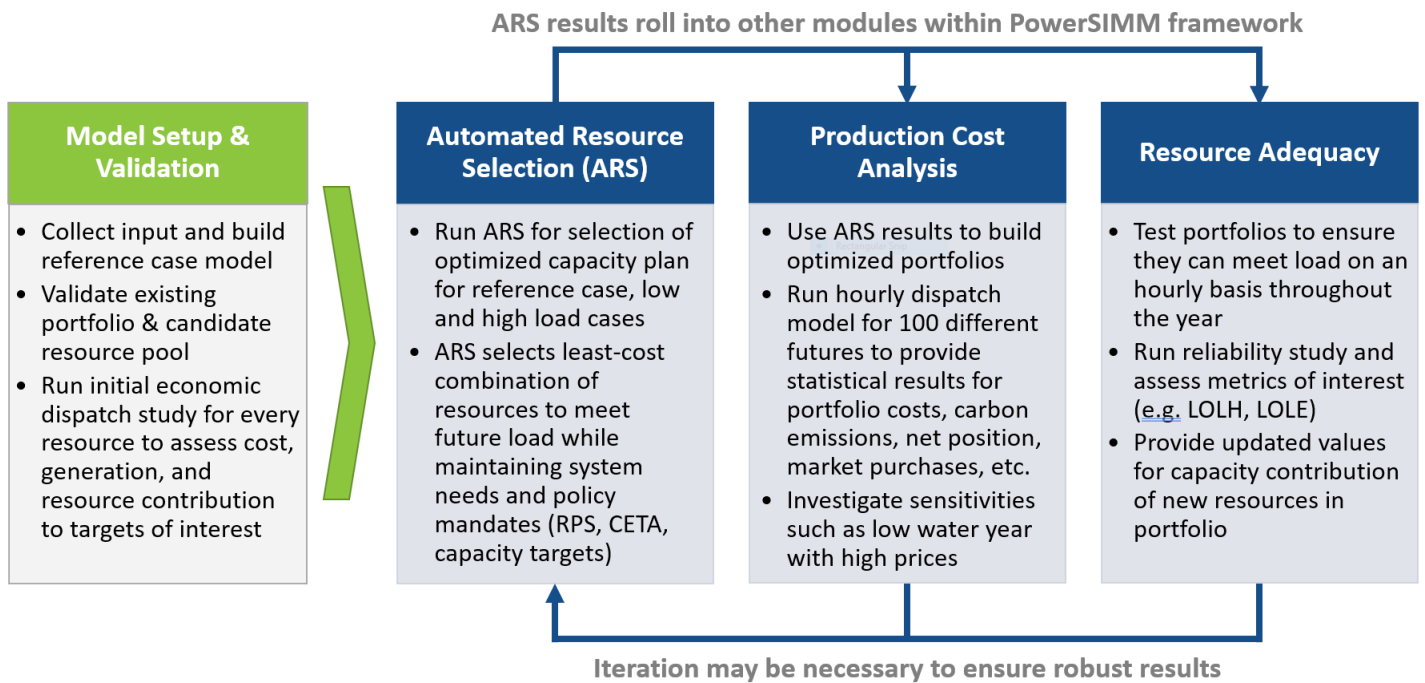 ARS results roll into other modules within PowerSIMM framework
Model Setup &
Validation
• Collect input and build
reference case model
• Validate existing
portfolio & candidate
resource pool
• Run initial economic
dispatch study for every
resource to assess cost,
generation, and
resource contribution
to targets of interest
Automated Resource
Selection (ARS)
• Run ARS for selection of
optimized capacity plan
for reference case, low
and high load cases
• ARS selects least-cost
combination of
resources to meet
future load while
maintaining system
needs and policy
mandates (RPS, CETA,
capacity targets)
Production Cost
Analysis
• Use ARS results to build
optimized portfolios
• Run hourly dispatch
model for 100 different
futures to provide
statistical results for
portfolio costs, carbon
emissions, net position,
market purchases, etc.
• Investigate sensitivities
such as low water year
with high prices
Resource Adequacy
• Test portfolios to ensure
they can meet load on an
hourly basis throughout
the year
• Run reliability study and
assess metrics of interest
(e.g. LOLH, LOLE)
• Provide updated values
for capacity contribution
of new resources in
portfolio
Iteration may be necessary to ensure robust results